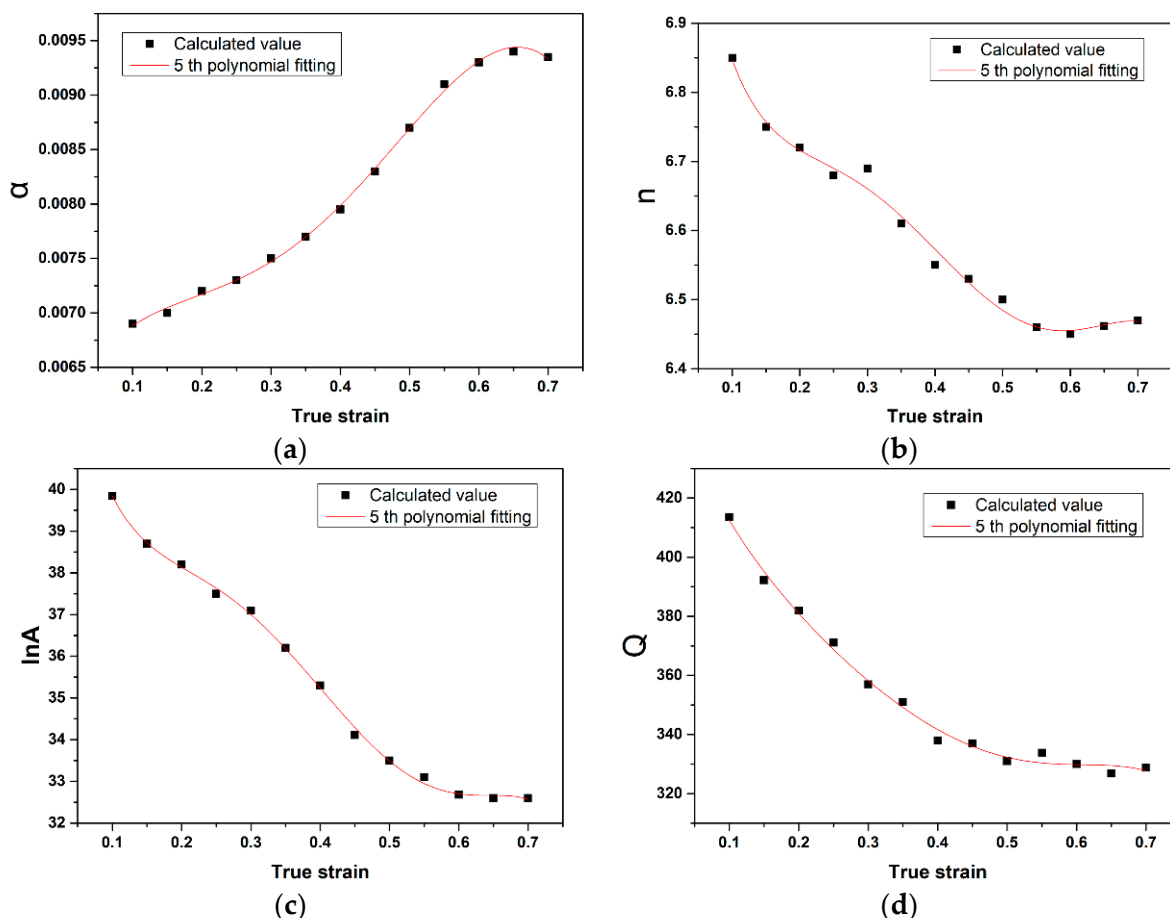 0.0095
0.0090
0.0085
0.0080
0.0075
0.0070
0.0065
α
Calculated value
5 th polynomial fitting
0.1 0.2 0.3 0.4 0.5 0.6 0.7
True strain
(a)
6.9
6.8
6.7
6.6
6.5
6.4
n
Calculated value
5 th polynomial fitting
0.1 0.2 0.3 0.4 0.5 0.6 0.7
True strain
(b)
40
39
38
37
36
35
34
33
32
lnA
Calculated value
5 th polynomial fitting
0.1 0.2 0.3 0.4 0.5 0.6 0.7
True strain
(c)
420
400
380
360
340
320
Q
Calculated value
5 th polynomial fitting
0.1 0.2 0.3 0.4 0.5 0.6 0.7
True strain
(d)